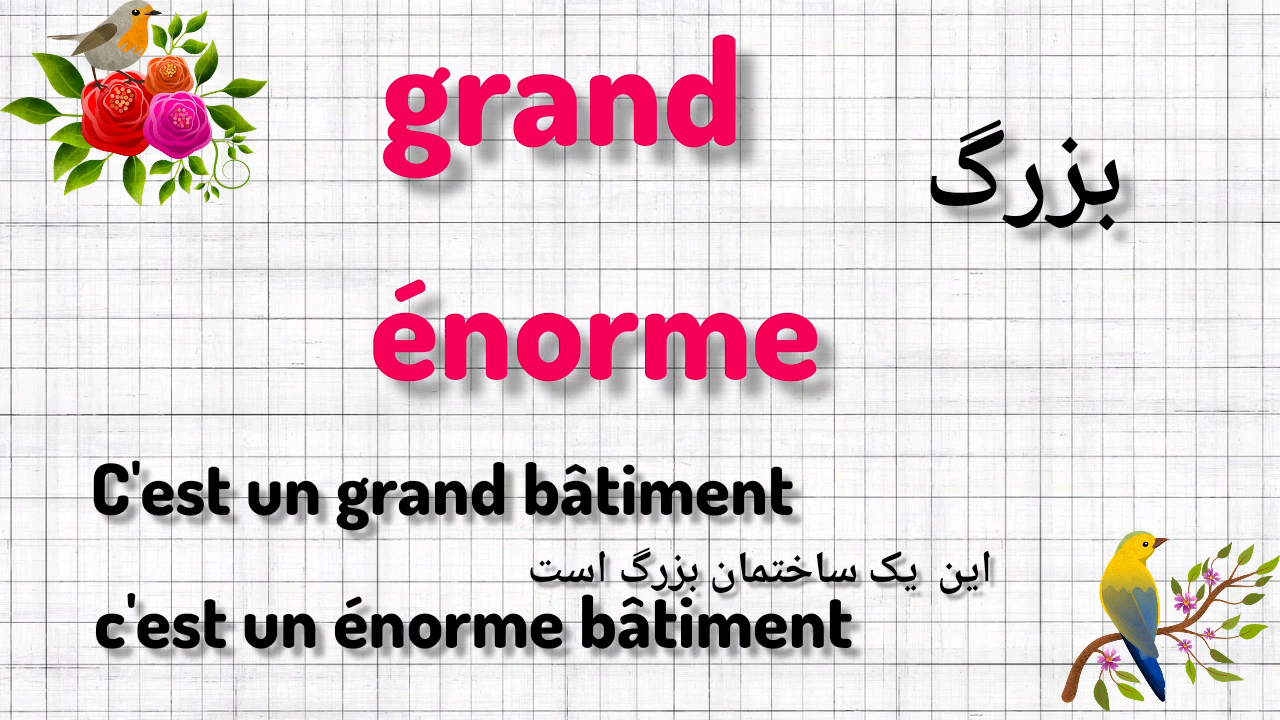 grand
بزرگ
énorme
C'est un grand bâtiment
این یک ساختمان بزرگ است
c'est un énorme bâtiment